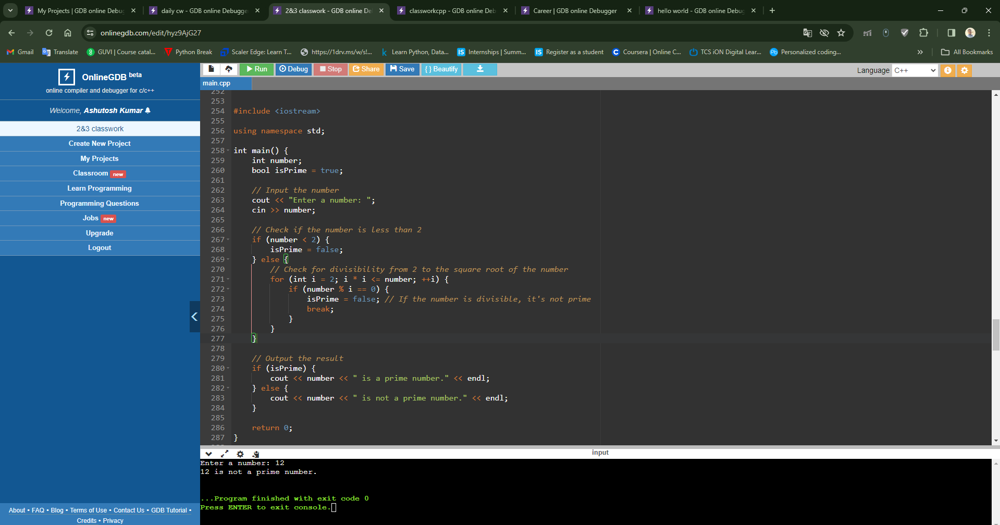 My Projects | GDB online Debug
daily cw - GDB online Debugge
2&3 classwork - GDB online De
classworkcpp - GDB online Deb
Career | GDB online Debugger
hello world - GDB online Debug
onlinegdb.com/edit/hyz9AjG27
Gmail
Translate
GUVI | Course catal...
Python Break
Scaler Edge: Learn T...
https://1drv.ms/w/s!...
Learn Python, Data...
Internships | Summ...
Register as a student
Coursera | Online C...
TCS iON Digital Lear...
Personalized coding...
All Bookmarks
OnlineGDB beta
online compiler and debugger for c/c++
Welcome, Ashutosh Kumar
2&3 classwork
Create New Project
My Projects
Classroom new
Learn Programming
Programming Questions
Jobs new
Upgrade
Logout
About • FAQ • Blog • Terms of Use • Contact Us • GDB Tutorial •
Credits • Privacy
Run Debug Stop Share Save { } Beautify
Language C++
main.cpp
252
253
254 #include <iostream>
255
256 using namespace std;
257
258 int main() {
259 int number;
260 bool isPrime = true;
261
262 // Input the number
263 cout << "Enter a number: ";
264 cin >> number;
265
266 // Check if the number is less than 2
267 if (number < 2) {
268 isPrime = false;
269 } else {
270 // Check for divisibility from 2 to the square root of the number
271 for (int i = 2; i * i <= number; ++i) {
272 if (number % i == 0) {
273 isPrime = false; // If the number is divisible, it's not prime
274 break;
275 }
276 }
277 }
278
279 // Output the result
280 if (isPrime) {
281 cout << number << " is a prime number." << endl;
282 } else {
283 cout << number << " is not a prime number." << endl;
284 }
285
286 return 0;
287 }
input
Enter a number: 12
12 is not a prime number.
...Program finished with exit code 0
Press ENTER to exit console.